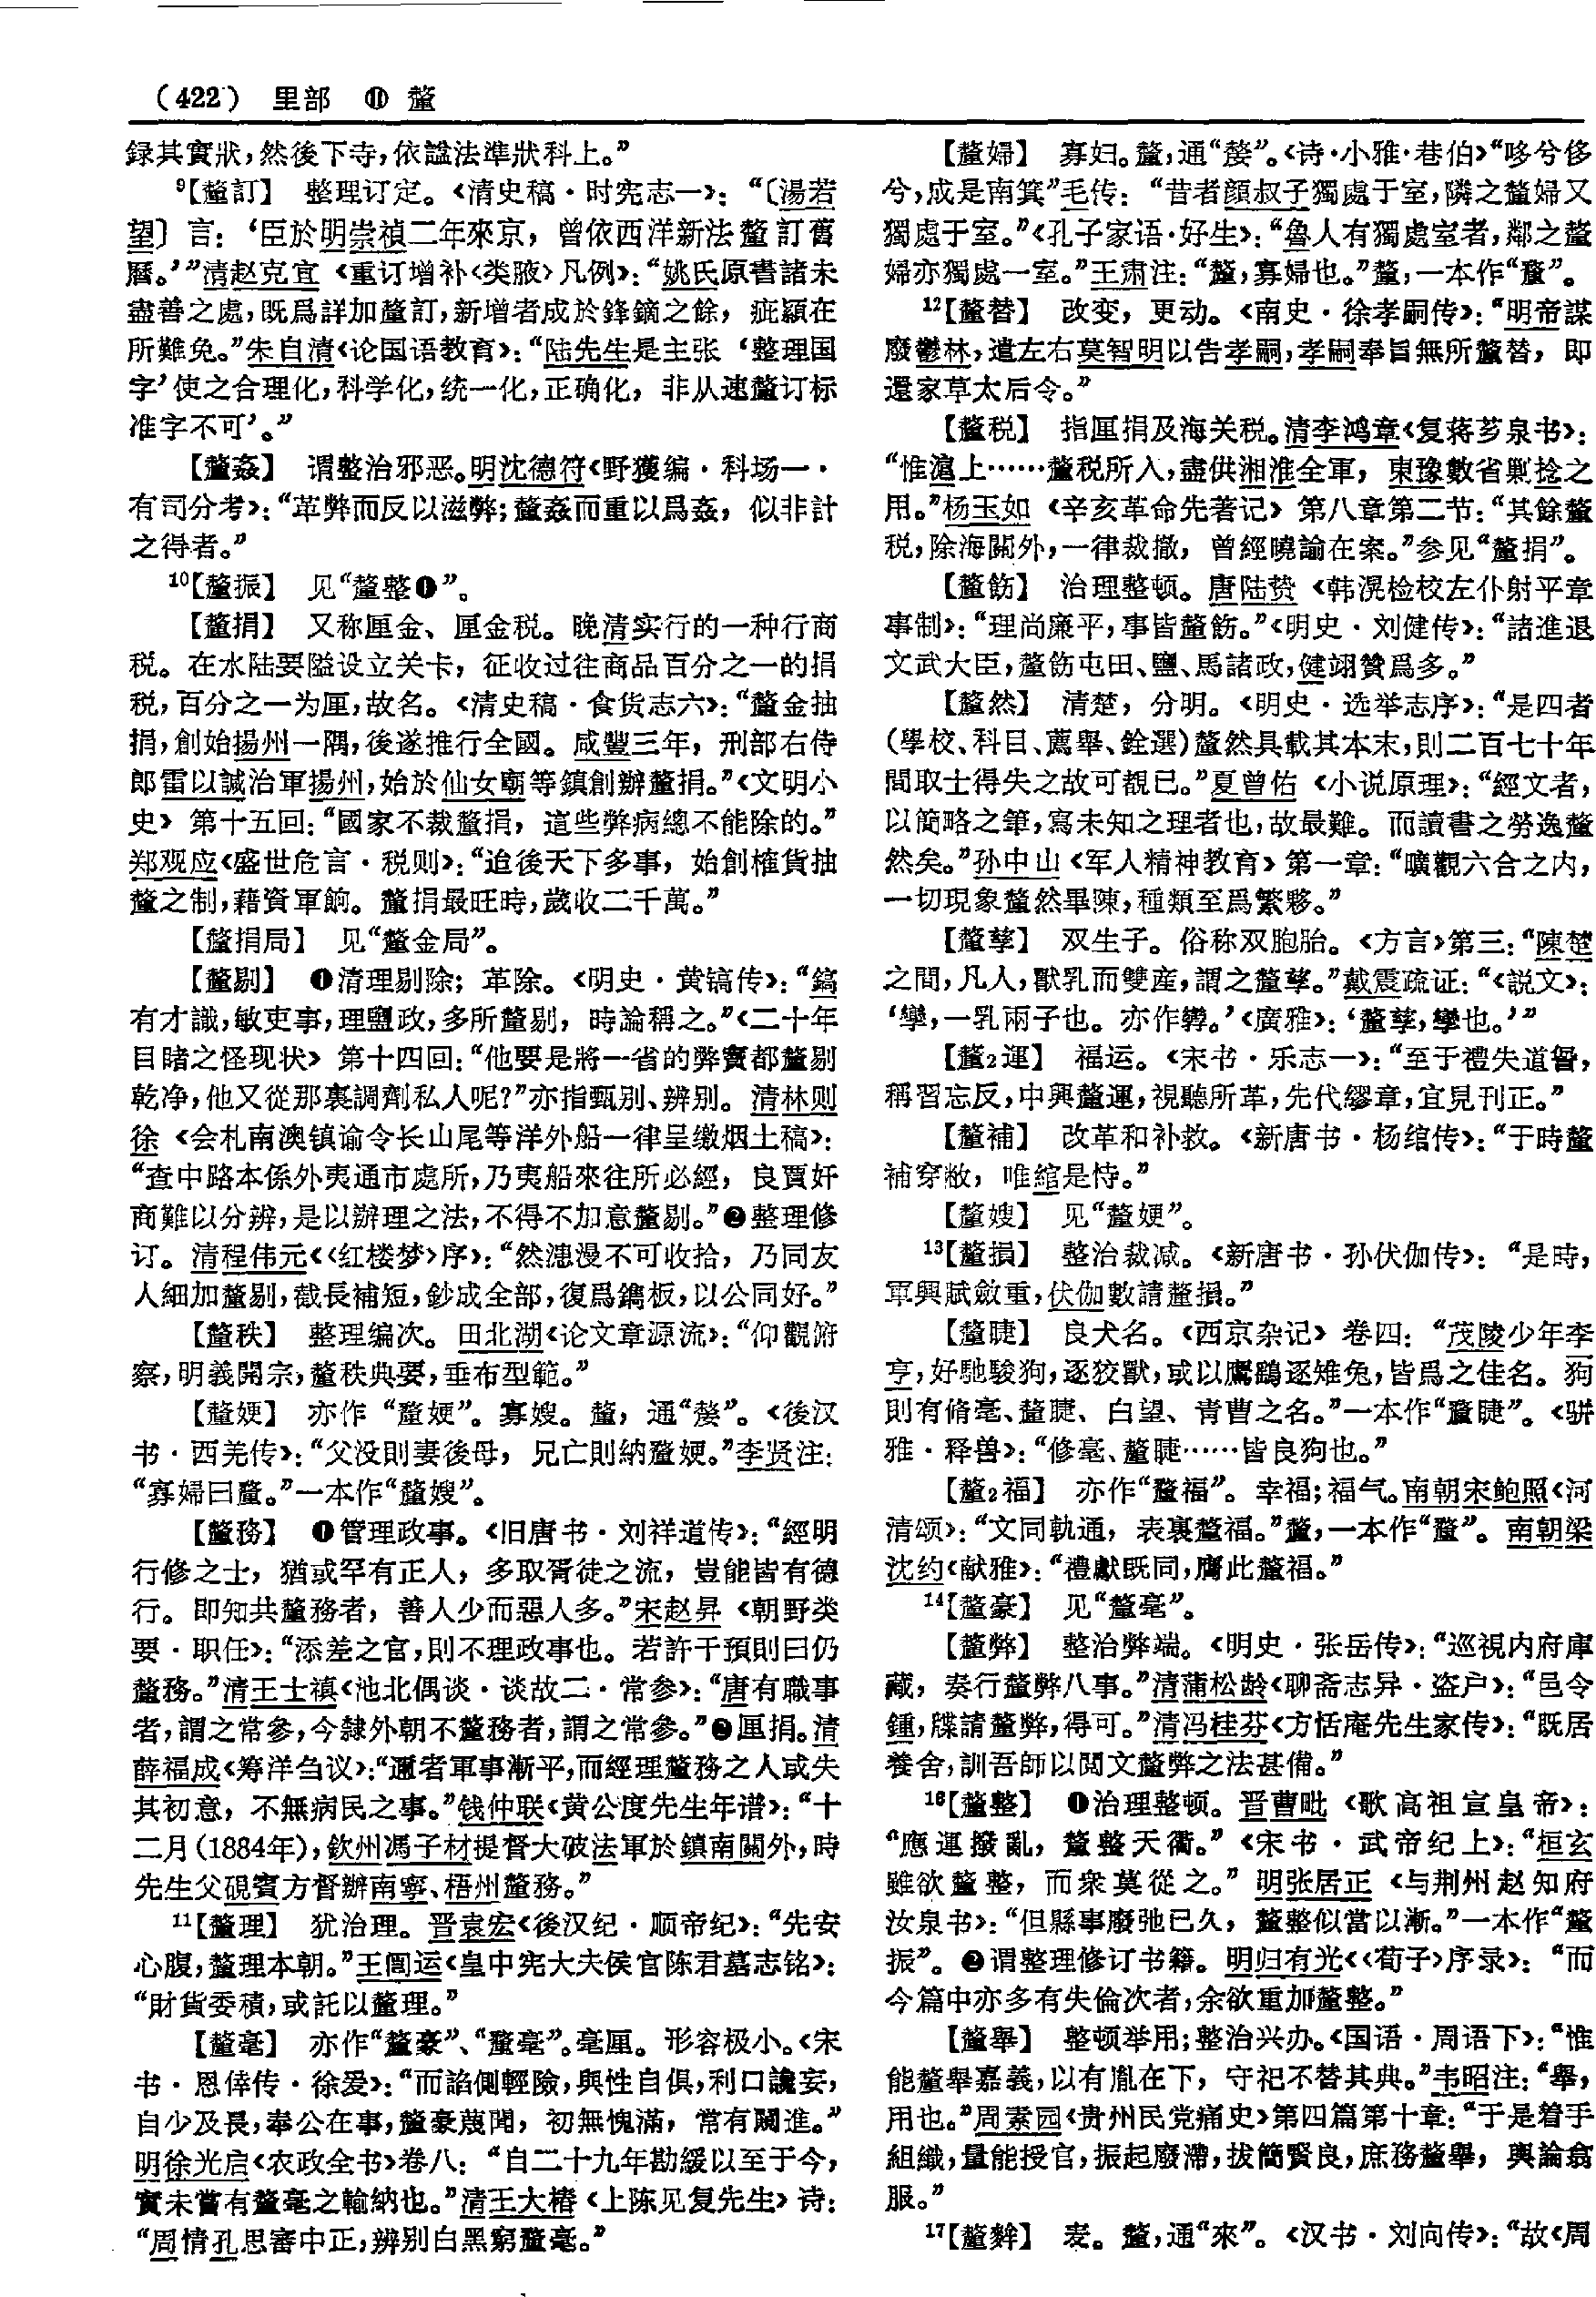 (422) 里部 ⑪ 釐
録其實狀，然後下寺，依諡法準狀科上。”
⁹【釐訂】 整理订定。《清史稿·时宪志一》：“〔湯若
望〕言：‘臣於明崇禎二年來京，曾依西洋新法釐訂舊
曆。’”清赵克宜《重订增补〈类腋〉凡例》：“姚氏原書諸未
盡善之處，既爲詳加釐訂，新增者成於鋒鏑之餘，疵纇在
所難免。”朱自清《论国语教育》：“陆先生是主张‘整理国
字’使之合理化，科学化，统一化，正确化，非从速釐订标
准字不可’。”
【釐姦】 谓整治邪恶。明沈德符《野獲编·科场一·
有司分考》：“革弊而反以滋弊；釐姦而重以爲姦，似非計
之得者。”
¹⁰【釐振】 见“釐整❶”。
【釐捐】 又称厘金、厘金税。晚清实行的一种行商
税。在水陆要隘设立关卡，征收过往商品百分之一的捐
税，百分之一为厘，故名。《清史稿·食货志六》：“釐金抽
捐，創始揚州一隅，後遂推行全國。咸豐三年，刑部右侍
郎雷以諴治軍揚州，始於仙女廟等鎮創辦釐捐。”《文明小
史》第十五回：“國家不裁釐捐，這些弊病總不能除的。”
郑观应《盛世危言·税则》：“迨後天下多事，始創榷貨抽
釐之制，藉資軍餉。釐捐最旺時，歲收二千萬。”
【釐捐局】 见“釐金局”。
【釐剔】 ❶清理剔除；革除。《明史·黄镐传》：“鎬
有才識，敏吏事，理鹽政，多所釐剔，時論稱之。”《二十年
目睹之怪现状》第十四回：“他要是將一省的弊竇都釐剔
乾净，他又從那裏調劑私人呢？”亦指甄别、辨别。清林则
徐《会札南澳镇谕令长山尾等洋外船一律呈缴烟土稿》：
“查中路本係外夷通市處所，乃夷船來往所必經，良賈奸
商難以分辨，是以辦理之法，不得不加意釐剔。”❷整理修
订。清程伟元《〈红楼梦〉序》：“然漶漫不可收拾，乃同友
人細加釐剔，截長補短，鈔成全部，復爲鐫板，以公同好。”
【釐秩】 整理编次。田北湖《论文章源流》：“仰觀俯
察，明義開宗，釐秩典要，垂布型範。”
【釐㛐】 亦作“釐㛐”。寡嫂。釐，通“嫠”。《後汉
书·西羌传》：“父没則妻後母，兄亡則納釐㛐。”李贤注：
“寡婦曰釐。”一本作“釐嫂”。
【釐務】 ❶管理政事。《旧唐书·刘祥道传》：“經明
行修之士，猶或罕有正人，多取胥徒之流，豈能皆有德
行。即知共釐務者，善人少而惡人多。”宋赵昇《朝野类
要·职任》：“添差之官，則不理政事也。若許干預則曰仍
釐務。”清王士禛《池北偶谈·谈故二·常参》：“唐有職事
者，謂之常參，今隸外朝不釐務者，謂之常參。”❷厘捐。清
薛福成《筹洋刍议》：“邇者軍事漸平，而經理釐務之人或失
其初意，不無病民之事。”钱仲联《黄公度先生年谱》：“十
二月（1884年），欽州馮子材提督大破法軍於鎮南關外，時
先生父硯賓方督辦南寧、梧州釐務。”
¹¹【釐理】 犹治理。晋袁宏《後汉纪·顺帝纪》：“先安
心腹，釐理本朝。”王闿运《皇中宪大夫侯官陈君墓志铭》：
“財貨委積，或託以釐理。”
【釐毫】 亦作“釐豪”、“氂毫”。毫厘。形容极小。《宋
书·恩倖传·徐爰》：“而諂側輕險，與性自俱，利口讒妄，
自少及長，奉公在事，釐豪蔑聞，初無愧滿，常有闚進。”
明徐光启《农政全书》卷八：“自二十九年勘緩以至于今，
實未嘗有釐毫之輸納也。”清王大椿《上陈见复先生》诗：
“周情孔思審中正，辨别白黑窮釐毫。”
【釐婦】 寡妇。釐，通“嫠”。《诗·小雅·巷伯》“哆兮侈
兮，成是南箕”毛传：“昔者顔叔子獨處于室，隣之釐婦又
獨處于室。”《孔子家语·好生》：“魯人有獨處室者，鄰之釐
婦亦獨處一室。”王肃注：“釐，寡婦也。”釐，一本作“嫠”。
¹²【釐替】 改变，更动。《南史·徐孝嗣传》：“明帝謀
廢鬱林，遣左右莫智明以告孝嗣，孝嗣奉旨無所釐替，即
還家草太后令。”
【釐税】 指厘捐及海关税。清李鸿章《复蒋芗泉书》：
“惟滬上……釐税所入，盡供湘淮全軍，東豫數省剿捻之
用。”杨玉如《辛亥革命先著记》第八章第二节：“其餘釐
税，除海關外，一律裁撤，曾經曉諭在案。”参见“釐捐”。
【釐飭】 治理整顿。唐陆贽《韩滉检校左仆射平章
事制》：“理尚廉平，事皆釐飭。”《明史·刘健传》：“諸進退
文武大臣，釐飭屯田、鹽、馬諸政，健翊贊爲多。”
【釐然】 清楚，分明。《明史·选举志序》：“是四者
（學校、科目、薦舉、銓選）釐然具載其本末，則二百七十年
間取士得失之故可覩已。”夏曾佑《小说原理》：“經文者，
以簡略之筆，寫未知之理者也，故最難。而讀書之勞逸釐
然矣。”孙中山《军人精神教育》第一章：“曠觀六合之内，
一切現象釐然畢陳，種類至爲繁夥。”
【釐孳】 双生子。俗称双胞胎。《方言》第三：“陳楚
之間，凡人，獸乳而雙産，謂之釐孳。”戴震疏证：“《説文》：
‘孿，一乳兩子也。亦作孿。’《廣雅》：‘釐孳，孿也。’”
【釐₂運】 福运。《宋书·乐志一》：“至于禮失道𠎝，
稱習忘反，中興釐運，視聽所革，先代繆章，宜見刊正。”
【釐補】 改革和补救。《新唐书·杨绾传》：“于時釐
補穿敝，唯綰是恃。”
【釐嫂】 见“釐㛐”。
¹³【釐損】 整治裁减。《新唐书·孙伏伽传》：“是時，
軍興賦斂重，伏伽數請釐損。”
【釐睫】 良犬名。《西京杂记》卷四：“茂陵少年李
亨，好馳駿狗，逐狡獸，或以鷹鷂逐雉兔，皆爲之佳名。狗
則有脩毫、釐睫、白望、青曹之名。”一本作“氂睫”。《骈
雅·释兽》：“修毫、釐睫……皆良狗也。”
【釐₂福】 亦作“氂福”。幸福；福气。南朝宋鲍照《河
清颂》：“文同軌通，表裏釐福。”釐，一本作“氂”。南朝梁
沈约《献雅》：“禮獻既同，膺此釐福。”
¹⁴【釐豪】 见“釐毫”。
【釐弊】 整治弊端。《明史·张岳传》：“巡視内府庫
藏，奏行釐弊八事。”清蒲松龄《聊斋志异·盗户》：“邑令
鍾，牒請釐弊，得可。”清冯桂芬《方恬庵先生家传》：“既居
養舍，訓吾師以閲文釐弊之法甚備。”
¹⁶【釐整】 ❶治理整顿。晋曹毗《歌高祖宣皇帝》：
“應運撥亂，釐整天衢。”《宋书·武帝纪上》：“桓玄
雖欲釐整，而衆莫從之。”明张居正《与荆州赵知府
汝泉书》：“但縣事廢弛已久，釐整似當以漸。”一本作“釐
振”。❷谓整理修订书籍。明归有光《〈荀子〉序录》：“而
今篇中亦多有失倫次者，余欲重加釐整。”
【釐舉】 整顿举用；整治兴办。《国语·周语下》：“惟
能釐舉嘉義，以有胤在下，守祀不替其典。”韦昭注：“舉，
用也。”周素园《贵州民党痛史》第四篇第十章：“于是着手
組織，量能授官，振起廢滯，拔簡賢良，庶務釐舉，輿論翕
服。”
¹⁷【釐麰】 麦。釐，通“來”。《汉书·刘向传》：“故《周